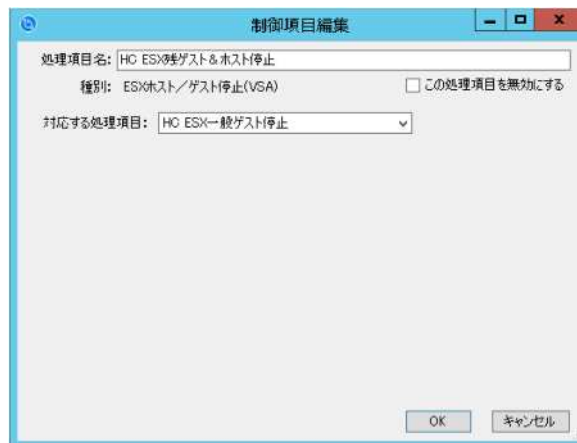 制御項目編集
処理項目名: HC ESX残ゲスト＆ホスト停止
種別: ESXホスト／ゲスト停止(VSA) この処理項目を無効にする
対応する処理項目: HC ESX一般ゲスト停止
OK キャンセル